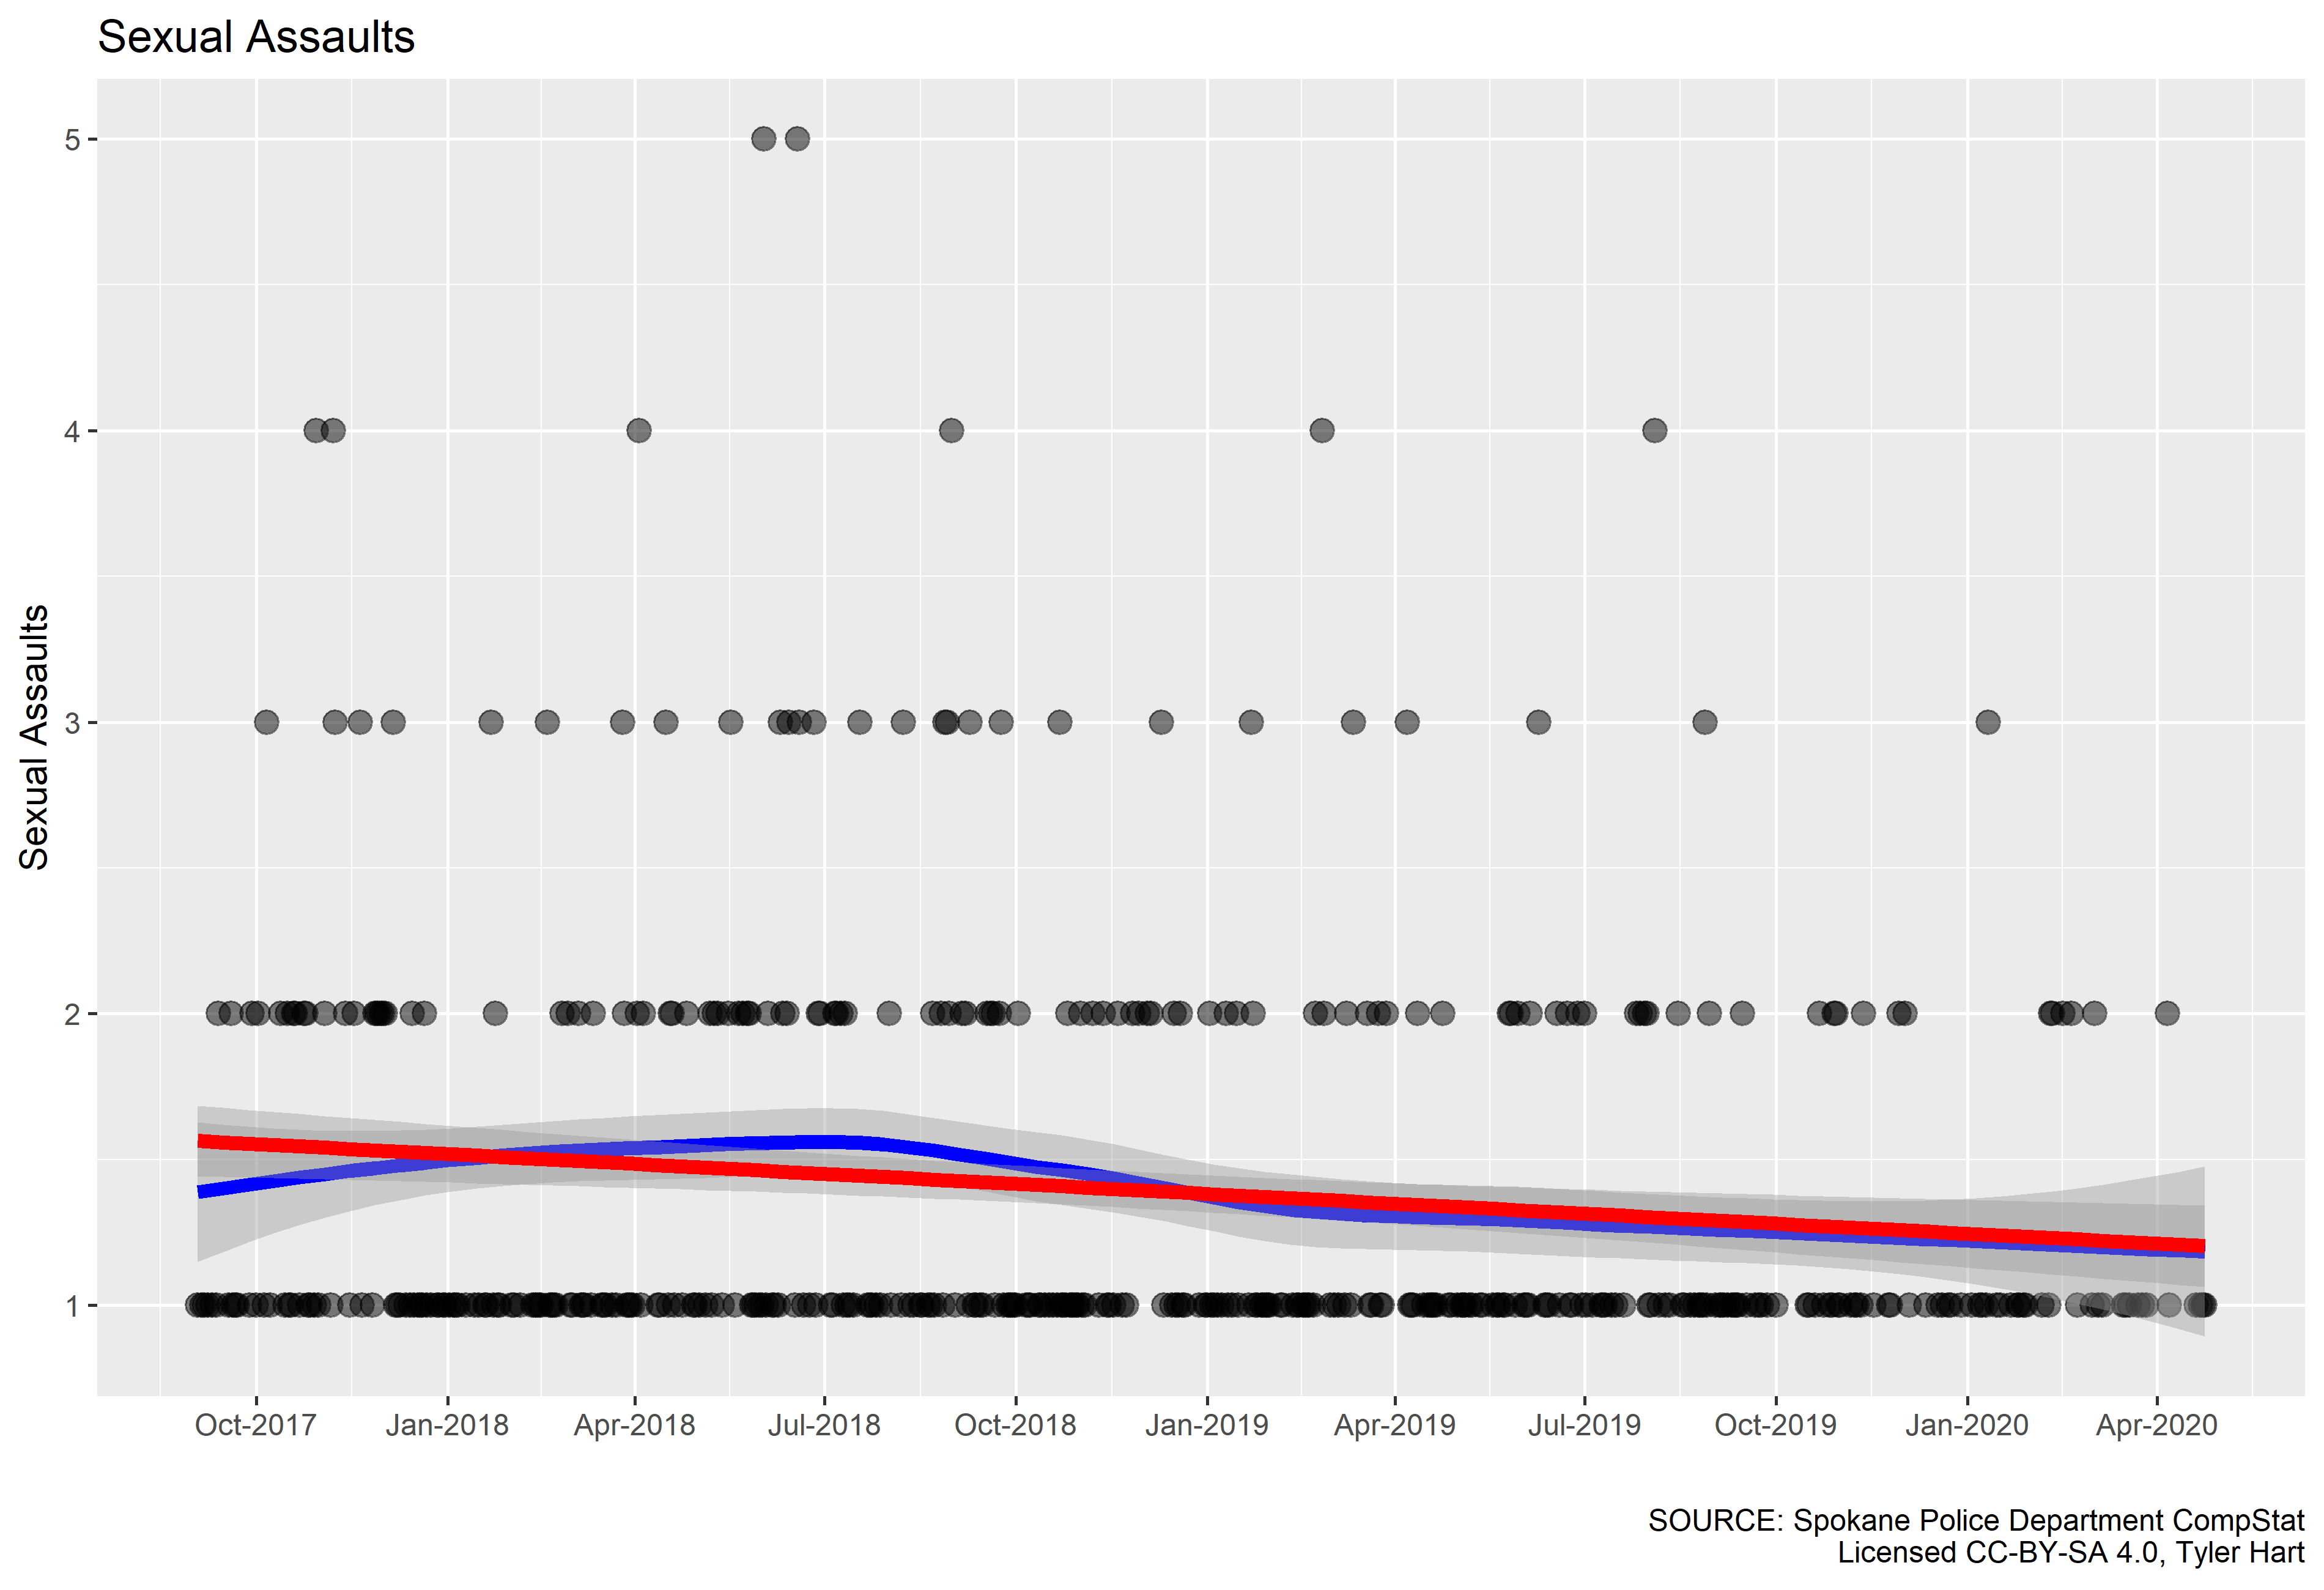 Sexual Assaults
Sexual Assaults
5
4
3
2
1
Oct-2017 Jan-2018 Apr-2018 Jul-2018 Oct-2018 Jan-2019 Apr-2019 Jul-2019 Oct-2019 Jan-2020 Apr-2020
SOURCE: Spokane Police Department CompStat
Licensed CC-BY-SA 4.0, Tyler Hart